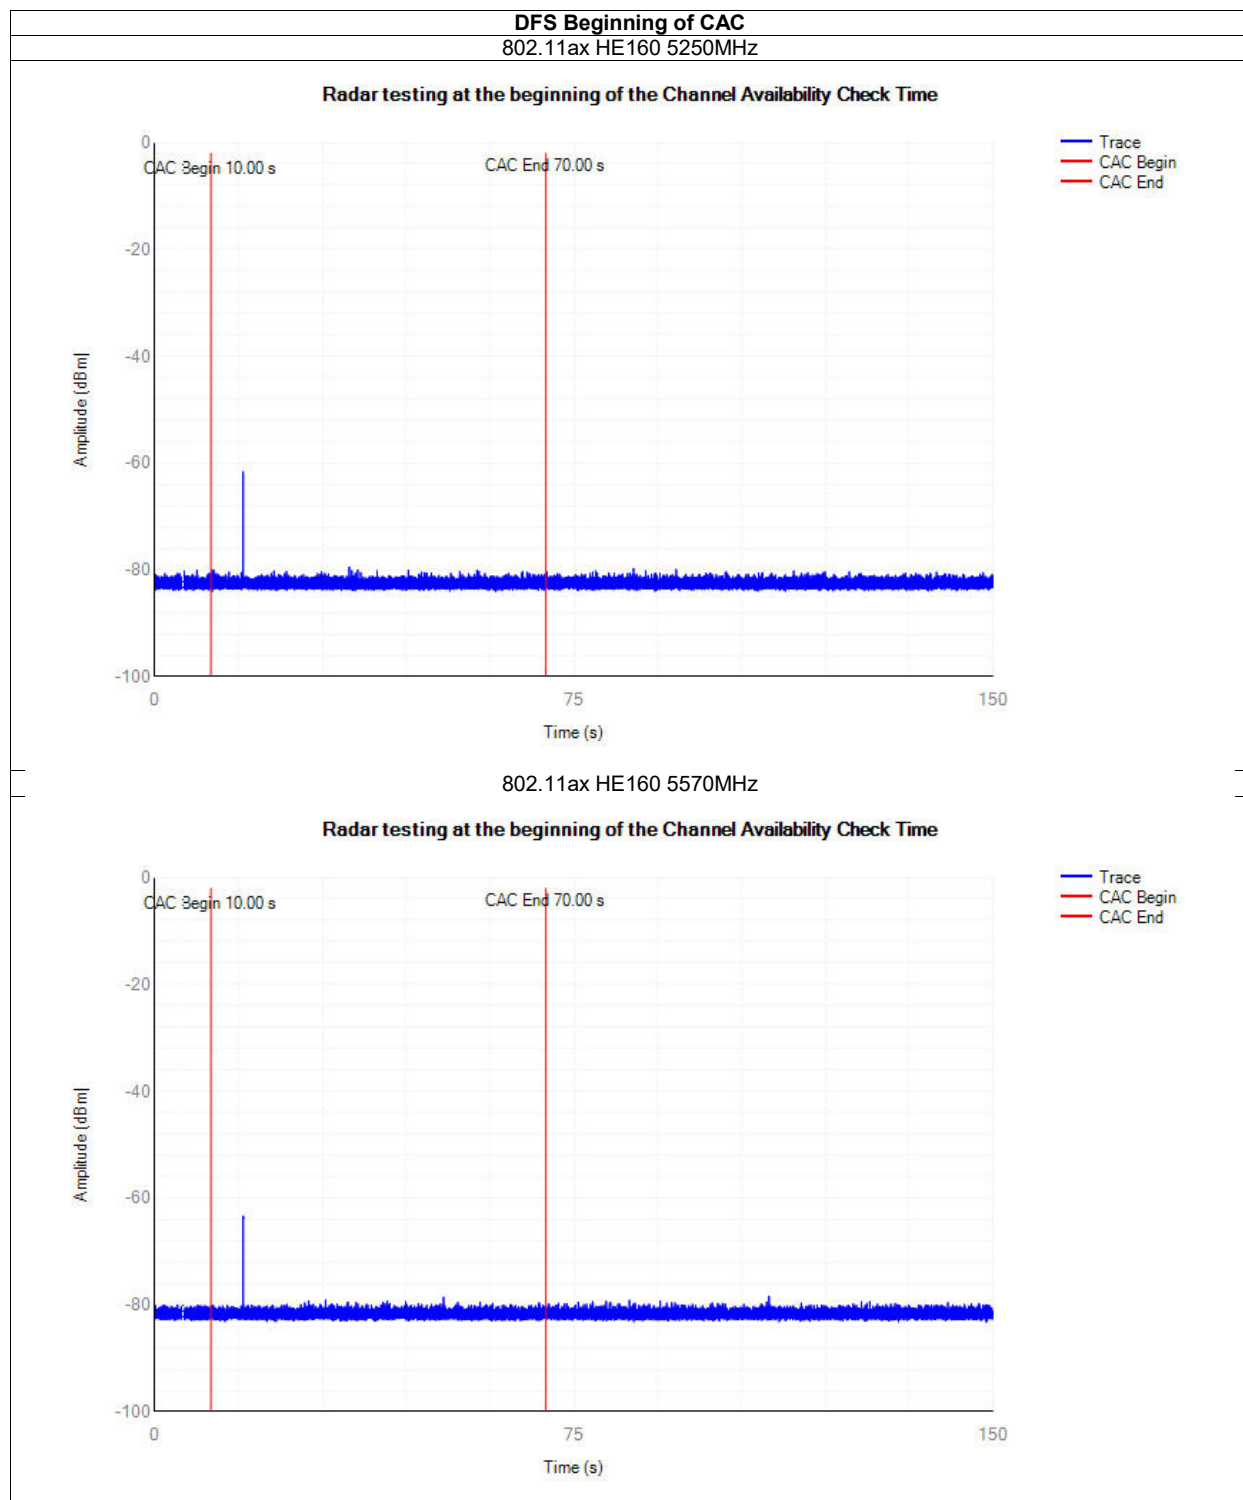 DFS Beginning of CAC
802.11ax HE160 5250MHz
Radar testing at the beginning of the Channel Availability Check Time
0
CAC Begin 10.00 s
CAC End 70.00 s
Trace
CAC Begin
CAC End
-20
-40
Amplitude [dBm]
-60
-80
-100
0
75
150
Time (s)
802.11ax HE160 5570MHz
Radar testing at the beginning of the Channel Availability Check Time
0
CAC Begin 10.00 s
CAC End 70.00 s
Trace
CAC Begin
CAC End
-20
-40
Amplitude [dBm]
-60
-80
-100
0
75
150
Time (s)